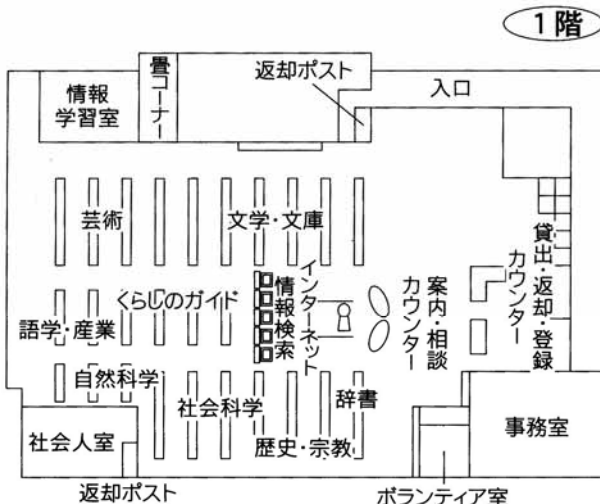 1階
返却ポスト
入口
情報
学習室
畳コーナー
芸術
文学・文庫
貸出・返却・登録
カウンター
案内・相談
カウンター
インターネット
情報検索
くらしのガイド
語学・産業
自然科学
社会科学
辞書
歴史・宗教
社会人室
事務室
返却ポスト
ボランティア室